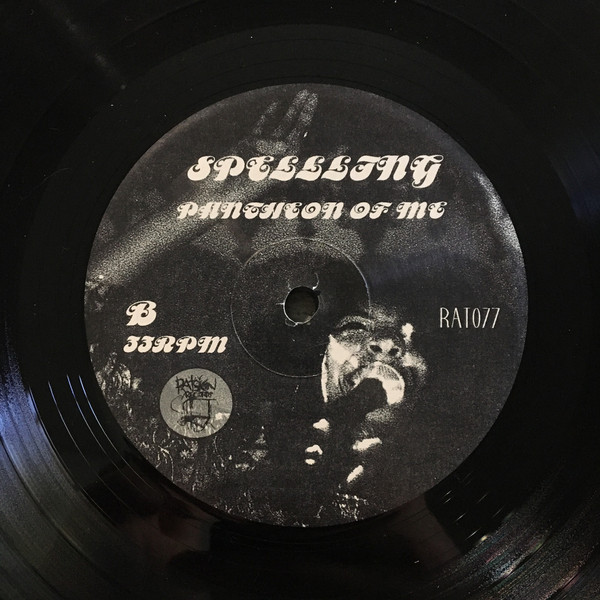 SPELLLING
PANTHEON OF ME
B
33RPM
RAT077